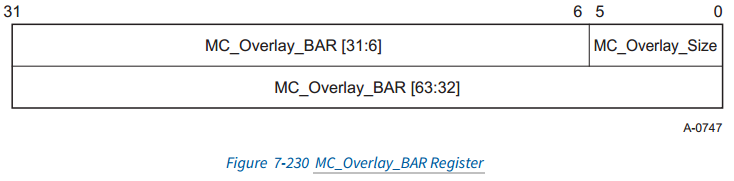 31 6 5 0
MC_Overlay_BAR [31:6] MC_Overlay_Size
MC_Overlay_BAR [63:32]
A-0747
Figure 7-230 MC_Overlay_BAR Register